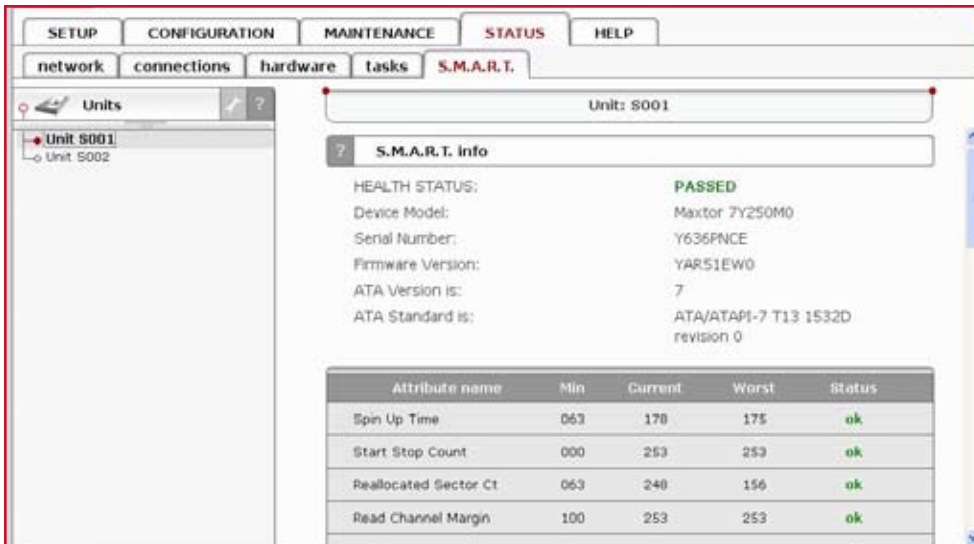 SETUP CONFIGURATION MAINTENANCE STATUS HELP
network connections hardware tasks S.M.A.R.T.
Units ?
Unit S001
Unit S002
Unit: S001
? S.M.A.R.T. info
HEALTH STATUS: PASSED
Device Model: Maxtor 7Y250M0
Serial Number: Y636PNCE
Firmware Version: YAR51EW0
ATA Version is: 7
ATA Standard is: ATA/ATAPI-7 T13 1532D
revision 0
Attribute name Min Current Worst Status
Spin Up Time 063 178 175 ok
Start Stop Count 000 253 253 ok
Reallocated Sector Ct 063 248 156 ok
Read Channel Margin 100 253 253 ok